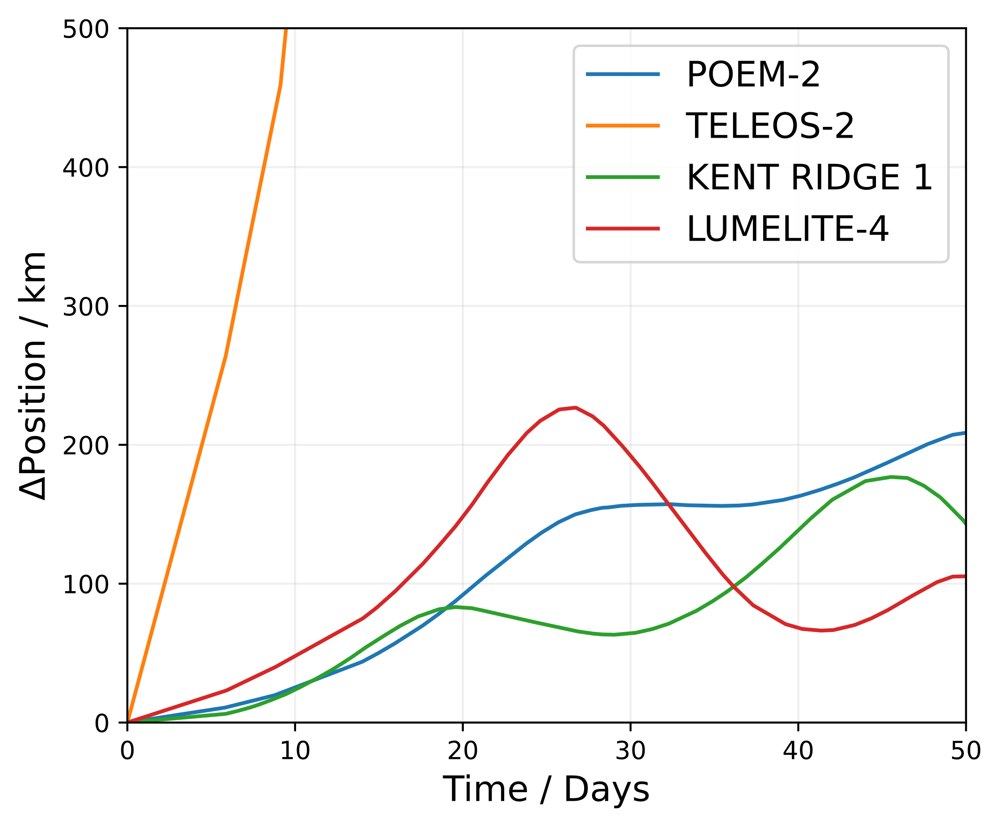 500
400
300
200
100
0
ΔPosition / km
POEM-2
TELEOS-2
KENT RIDGE 1
LUMELITE-4
0 10 20 30 40 50
Time / Days